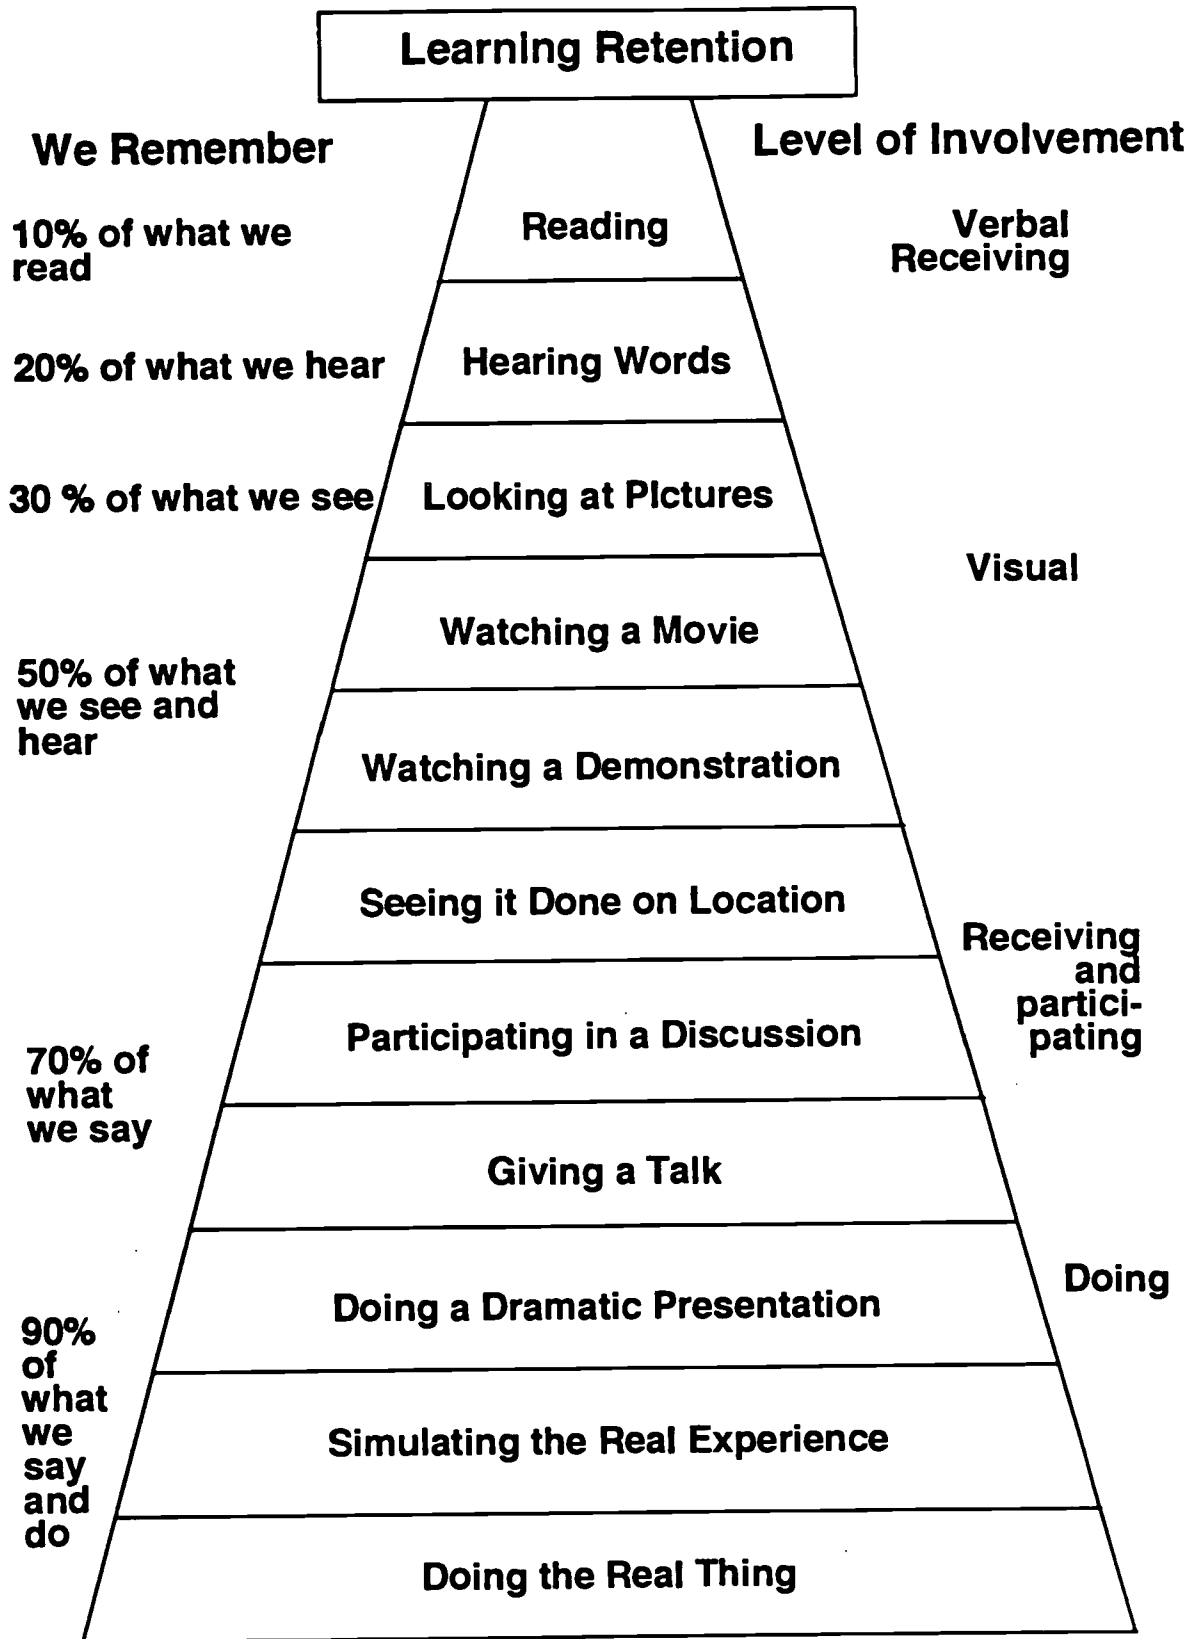 Learning Retention
We Remember
Level of Involvement
10% of what we
read
Reading
Verbal
Receiving
20% of what we hear
Hearing Words
30 % of what we see
Looking at Pictures
Visual
Watching a Movie
50% of what
we see and
hear
Watching a Demonstration
Seeing it Done on Location
Receiving
and
partici-
pating
Participating in a Discussion
70% of
what
we say
Giving a Talk
Doing
Doing a Dramatic Presentation
90%
of
what
we
say
and
do
Simulating the Real Experience
Doing the Real Thing